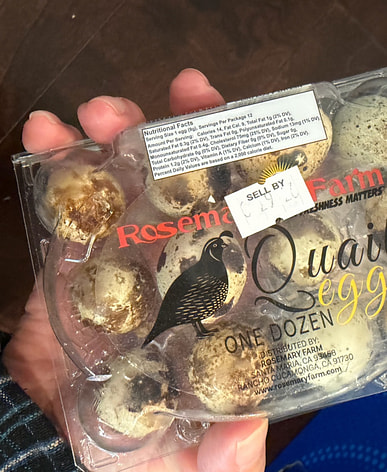 Nutritional Facts
Serving Size 1 egg (9g), Servings Per Package 12
Amount Per Serving: Calories 14, Fat Cal. 9, Total Fat 1g (2% DV),
Saturated Fat 0.3g (2% DV), Trans Fat 0g, Polyunsaturated Fat 0.1g,
Monounsaturated Fat 0.4g, Cholesterol 76mg (25% DV), Sodium 13mg (1% DV),
Total Carbohydrate 0g (0% DV), Dietary Fiber 0g (0% DV), Sugar 0g,
Protein 1.2g (2% DV), Vitamin A (1% DV), Calcium (1% DV), Iron (2% DV).
Percent Daily Values are based on a 2,000 calorie diet.
SELL BY
Rosema Farm
FRESHNESS MATTERS
Quail
egg
ONE DOZEN
DISTRIBUTED BY:
ROSEMARY FARM
SANTA MARIA, CA
RANCHO CUCAMONGA, CA 91730
www.rosemaryfarm.com